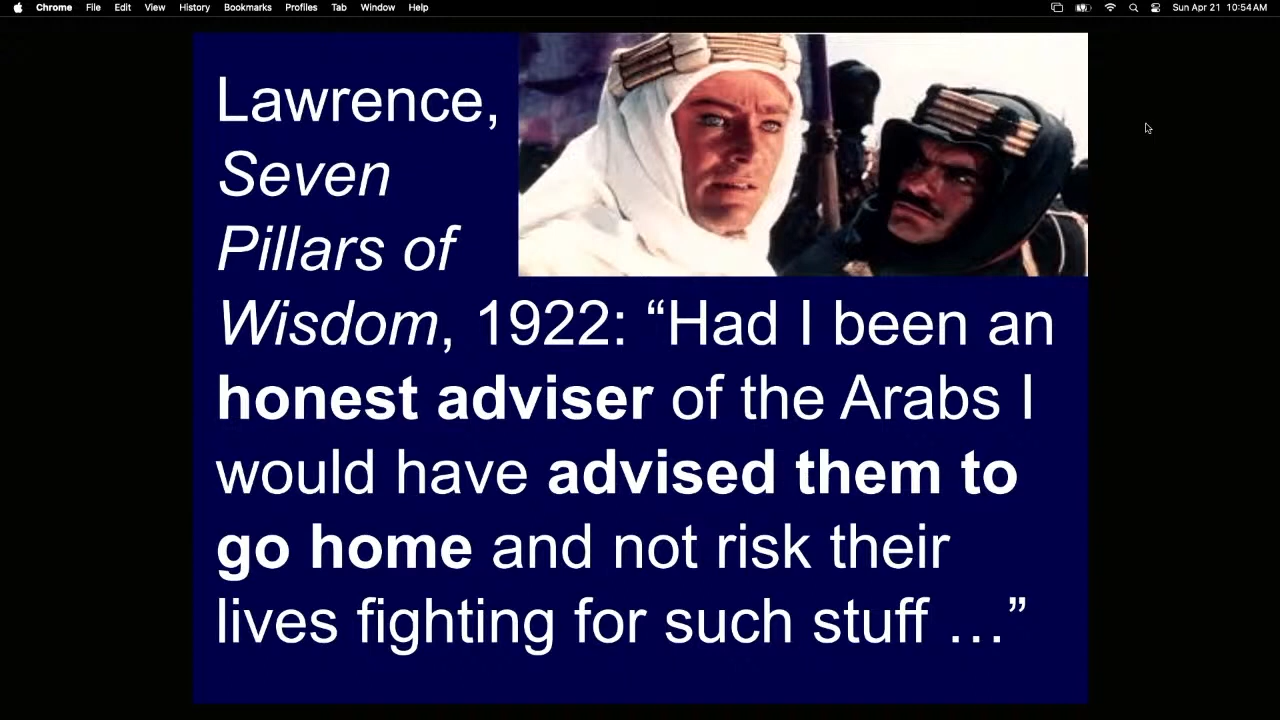 Chrome File Edit View History Bookmarks Profiles Tab Window Help Sun Apr 21 10:54 AM
Lawrence,
Seven
Pillars of
Wisdom, 1922: “Had I been an
honest adviser of the Arabs I
would have advised them to
go home and not risk their
lives fighting for such stuff …”